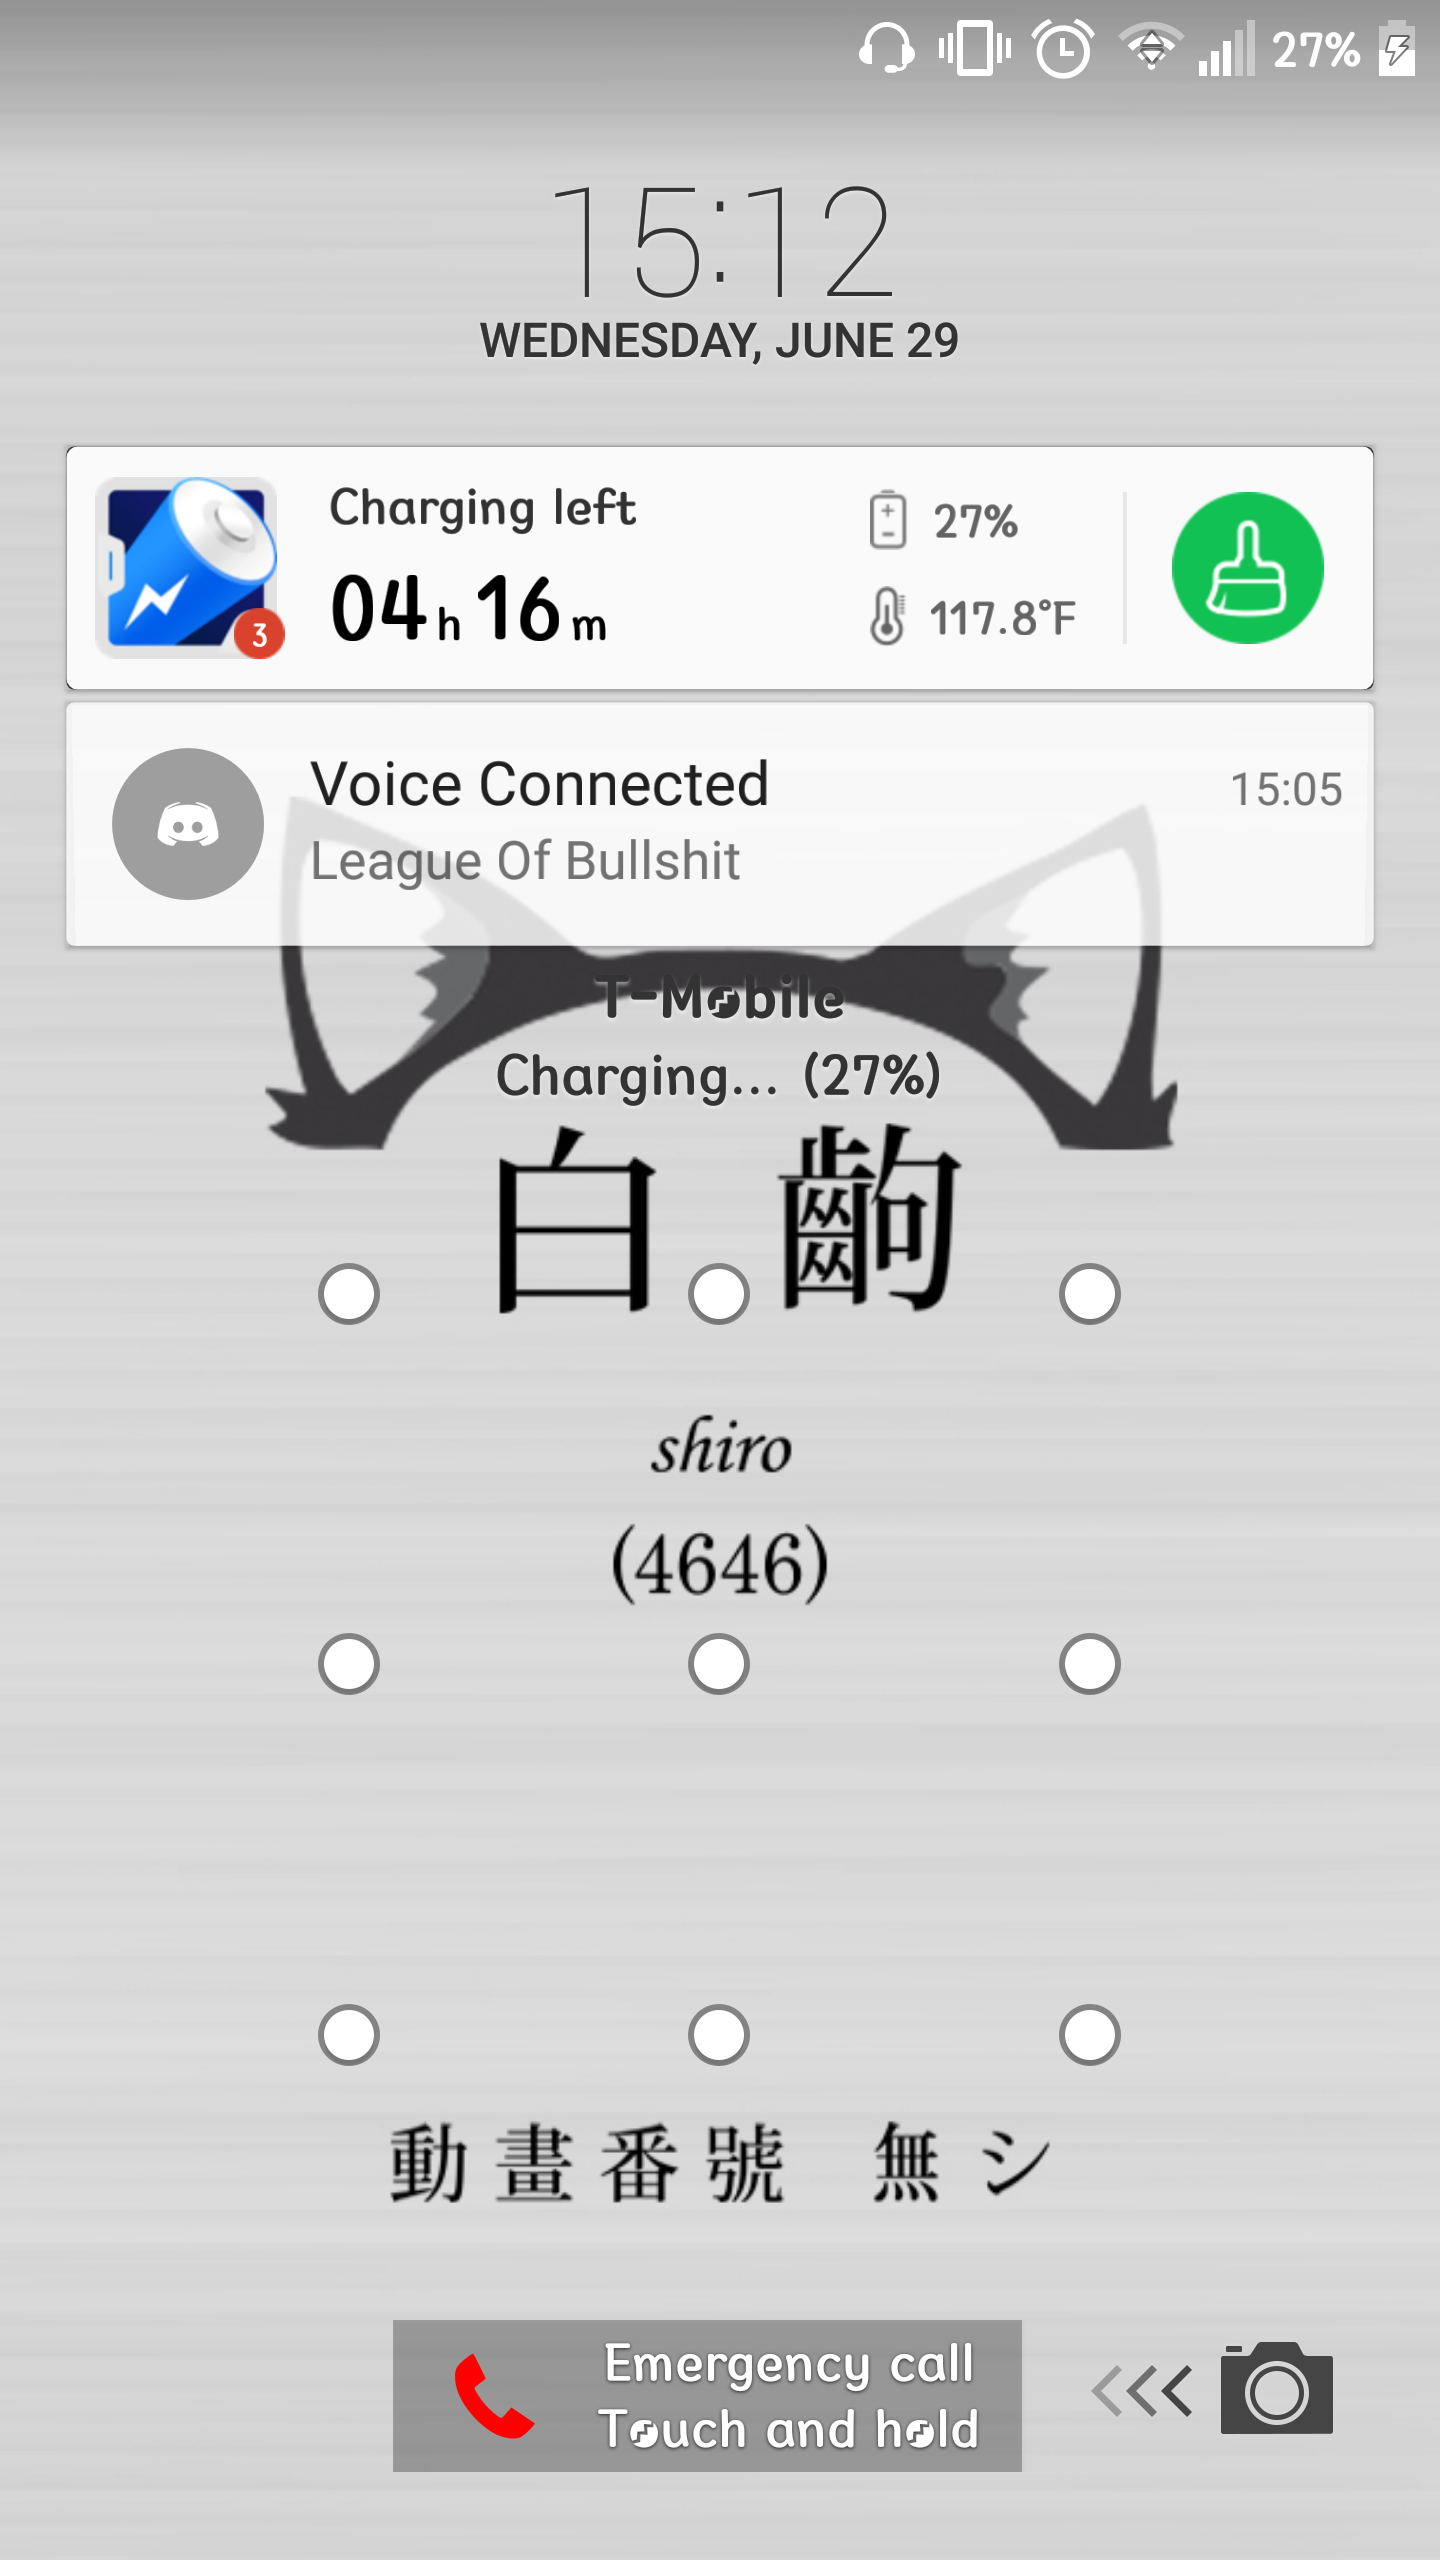 27%
15:12
WEDNESDAY, JUNE 29
Charging left
27%
04h 16m
117.8°F
3
Voice Connected
15:05
League Of Bullshit
T-Mobile
Charging... (27%)
白 齣
shiro
(4646)
動畫番號 無シ
Emergency call
Touch and hold